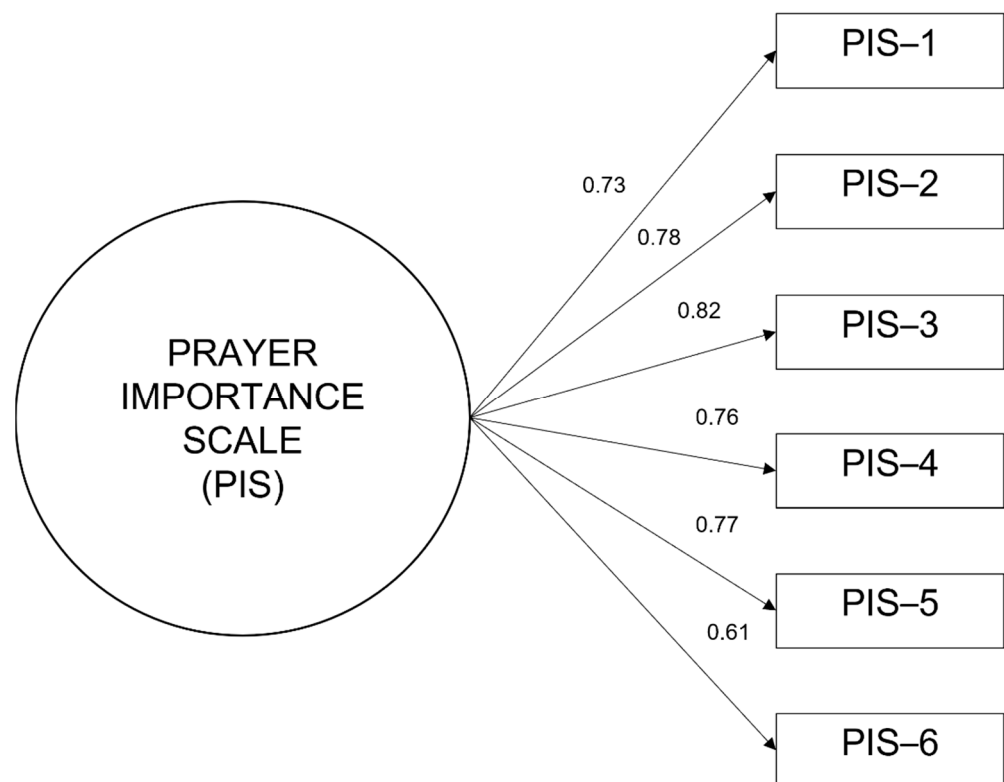 PIS–1
0.73
PIS–2
0.78
0.82
PIS–3
PRAYER
IMPORTANCE
SCALE
(PIS)
0.76
PIS–4
0.77
PIS–5
0.61
PIS–6